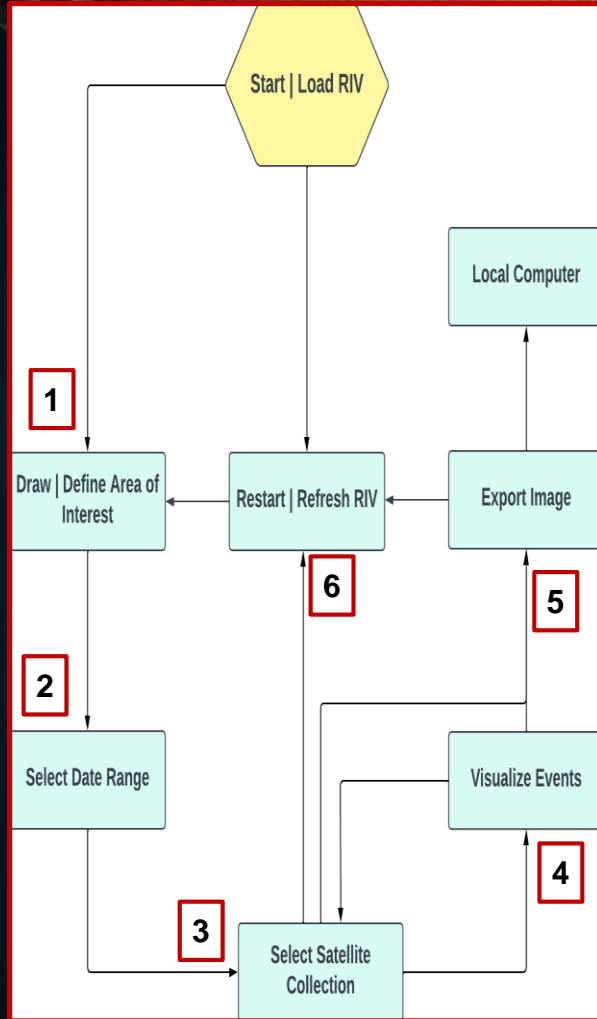 Start | Load RIV
Local Computer
1
Draw | Define Area of
Interest
Restart | Refresh RIV
Export Image
6
5
2
Select Date Range
Visualize Events
4
3
Select Satellite
Collection